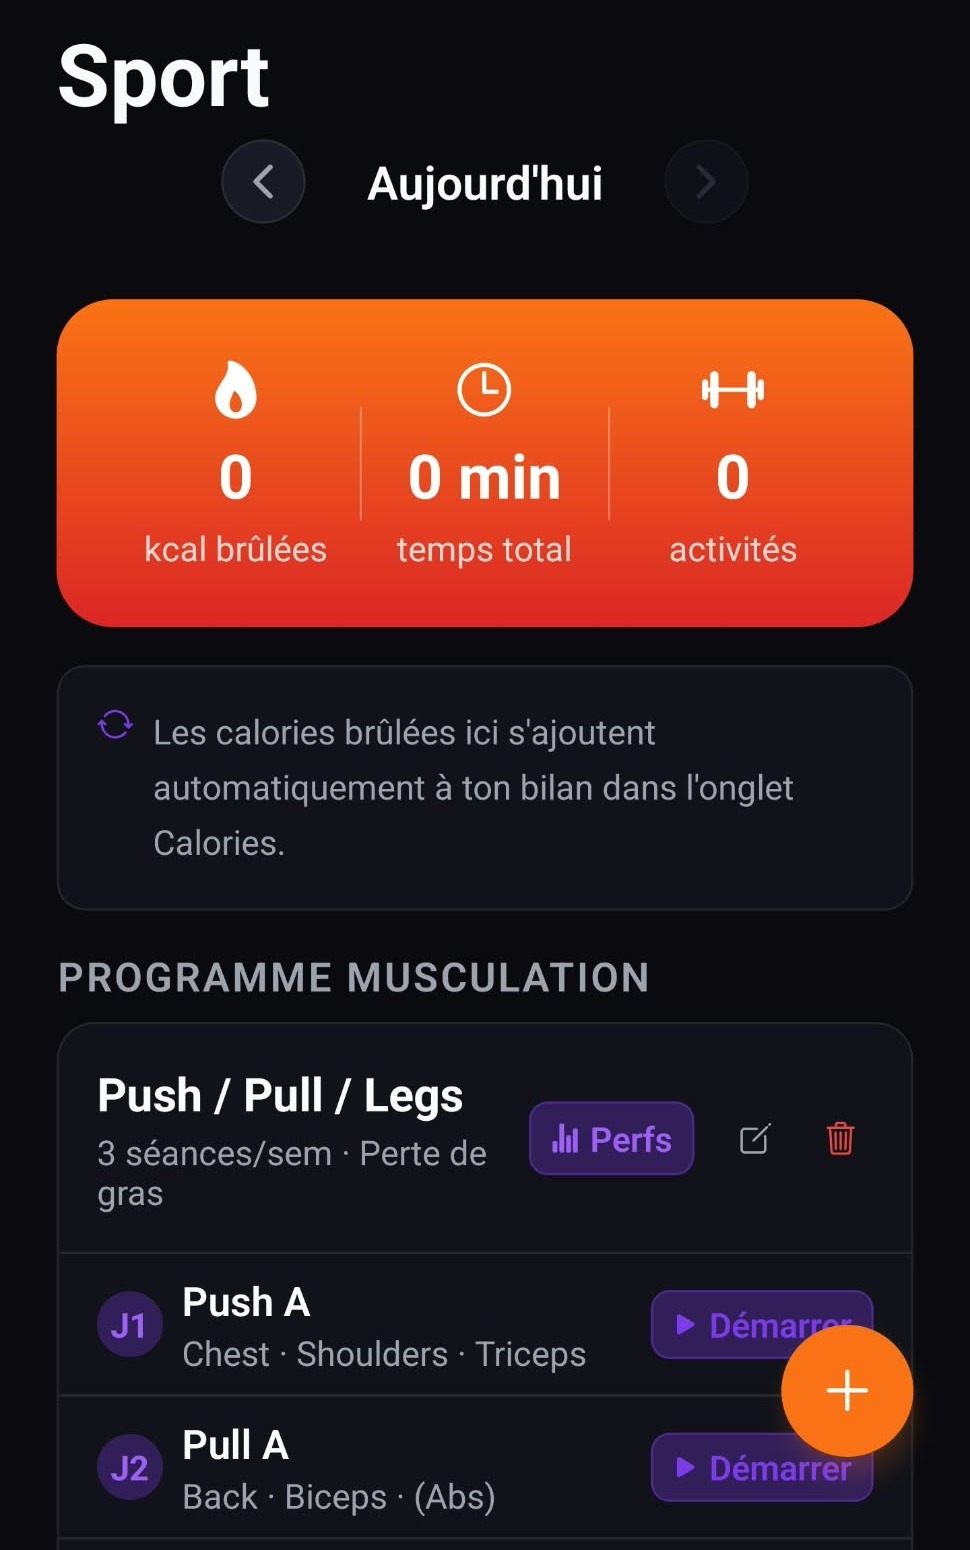 Sport
Aujourd'hui
0
kcal brûlées
0 min
temps total
0
activités
Les calories brûlées ici s'ajoutent
automatiquement à ton bilan dans l'onglet
Calories.
PROGRAMME MUSCULATION
Push / Pull / Legs
3 séances/sem · Perte de
gras
Perfs
J1
Push A
Chest · Shoulders · Triceps
Démarrer
J2
Pull A
Back · Biceps · (Abs)
Démarrer